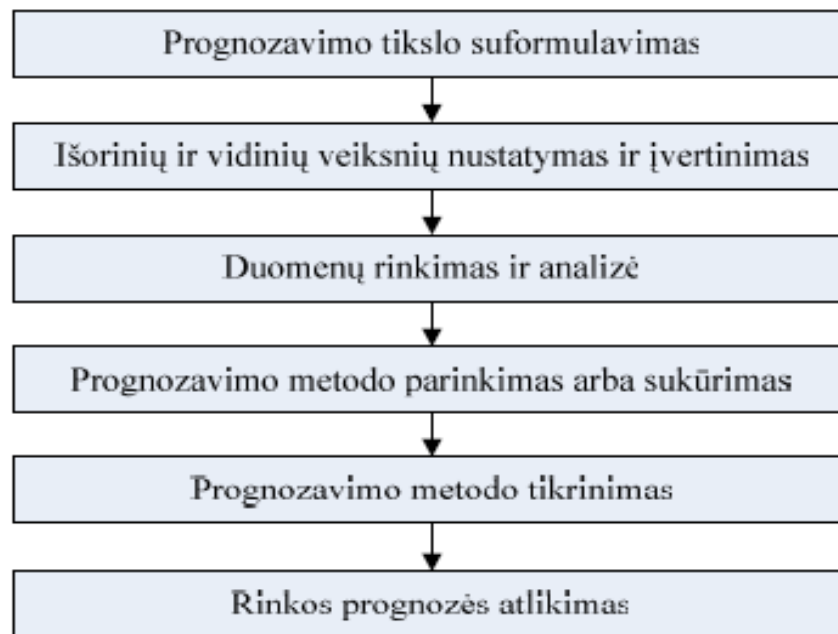 Prognozavimo tikslo suformulavimas
Išorinių ir vidinių veiksnių nustatymas ir įvertinimas
Duomenų rinkimas ir analizė
Prognozavimo metodo parinkimas arba sukūrimas
Prognozavimo metodo tikrinimas
Rinkos prognozės atlikimas